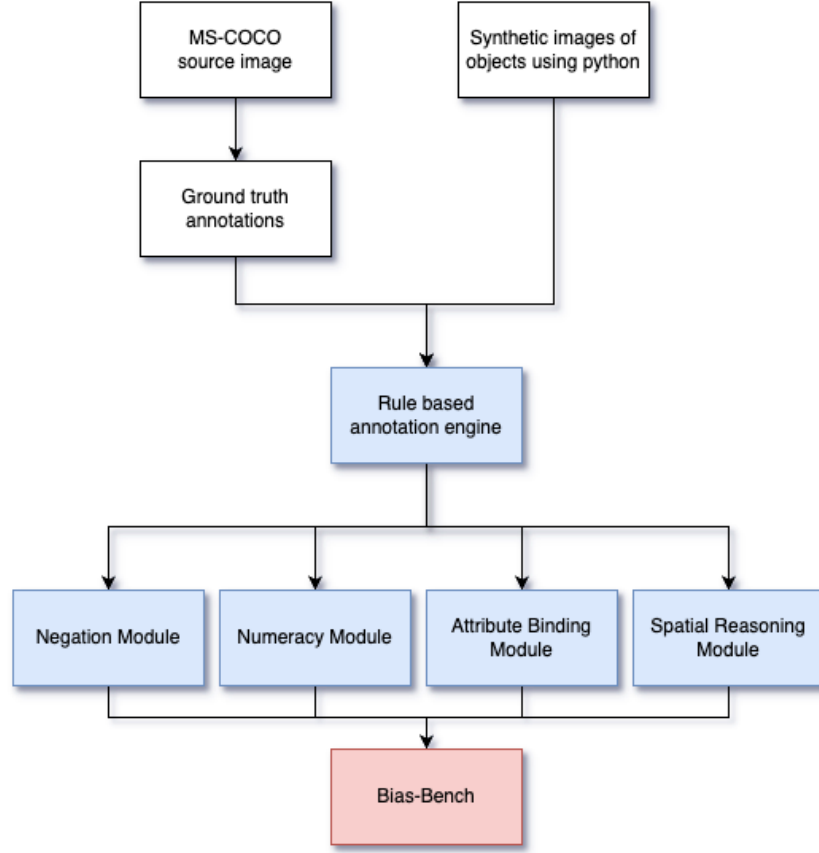 MS-COCO
source image
Synthetic images of
objects using python
Ground truth
annotations
Rule based
annotation engine
Negation Module
Numeracy Module
Attribute Binding
Module
Spatial Reasoning
Module
Bias-Bench